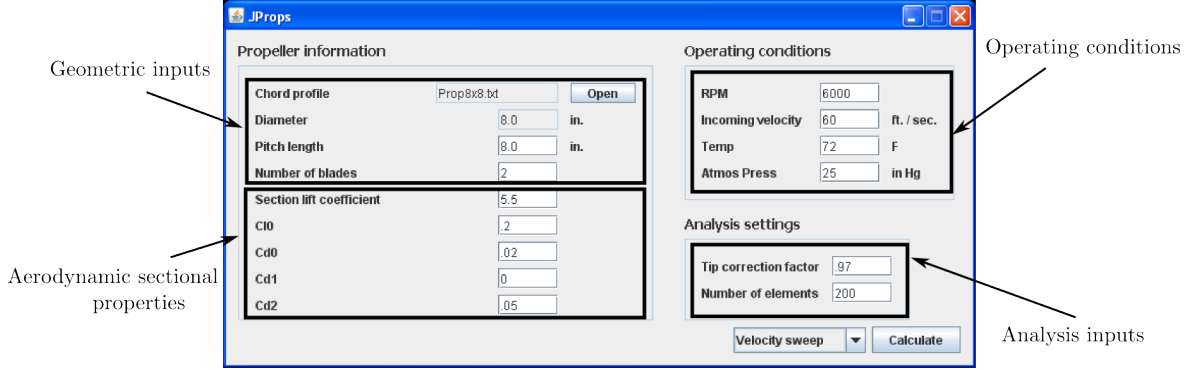 JProps
Propeller information
Operating conditions
Operating conditions
Geometric inputs
Chord profile Prop8x8.txt Open
RPM 6000
Diameter 8.0 in.
Incoming velocity 60 ft. / sec.
Pitch length 8.0 in.
Temp 72 F
Number of blades 2
Atmos Press 25 in Hg
Section lift coefficient 5.5
Cl0 .2
Analysis settings
Cd0 .02
Tip correction factor .97
Aerodynamic sectional
properties
Cd1 0
Number of elements 200
Cd2 .05
Analysis inputs
Velocity sweep Calculate